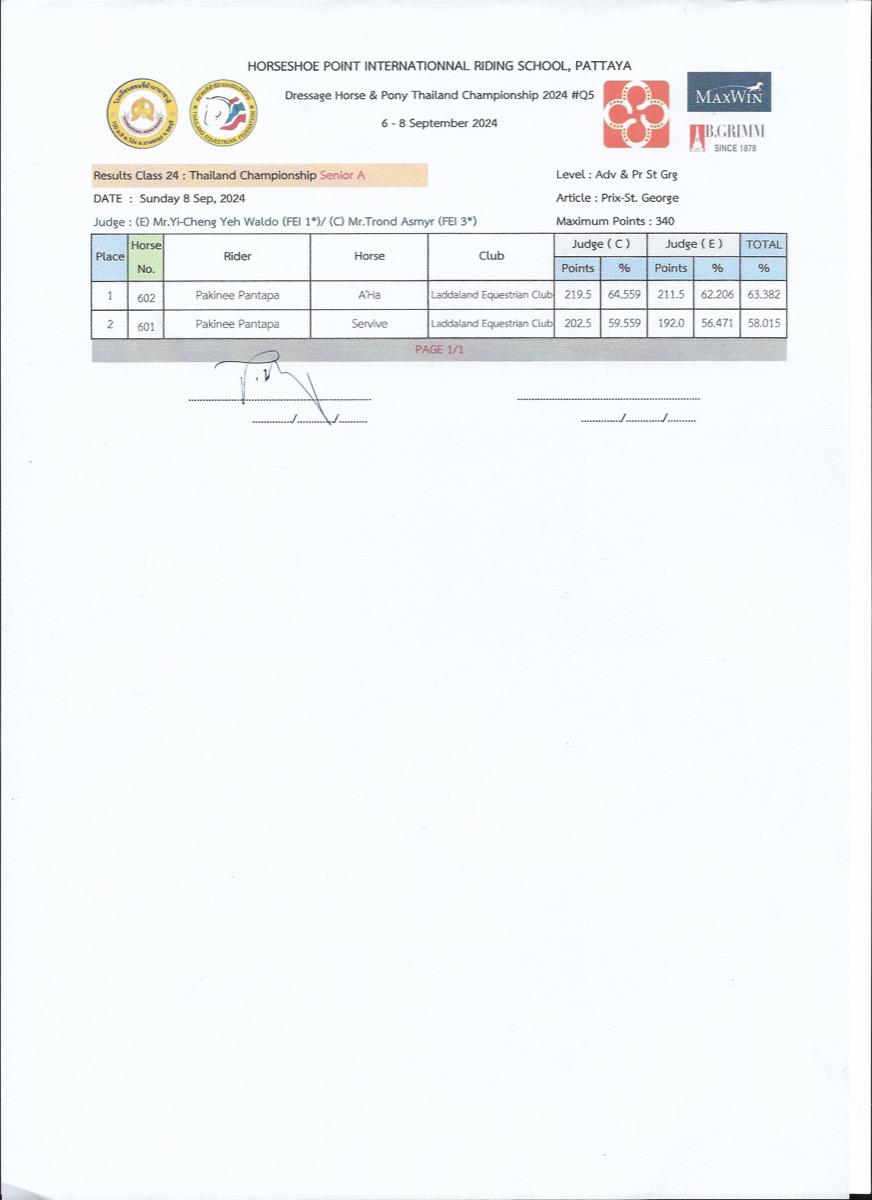 HORSESHOE POINT INTERNATIONNAL RIDING SCHOOL, PATTAYA
Dressage Horse & Pony Thailand Championship 2024 #Q5
6 - 8 September 2024
THAILAND EQUESTRIAN FEDERATION
MAXWIN
B.GRIMM
SINCE 1878
Results Class 24 : Thailand Championship Senior A
Level : Adv & Pr St Grg
DATE : Sunday 8 Sep, 2024
Article : Prix-St. George
Judge : (E) Mr.Yi-Cheng Yeh Waldo (FEI 1*)/ (C) Mr.Trond Asmyr (FEI 3*)
Maximum Points : 340
Place Horse No. Rider Horse Club Judge ( C ) Judge ( E ) TOTAL
Points % Points % %
1 602 Pakinee Pantapa A'Ha Laddaland Equestrian Club 219.5 64.559 211.5 62.206 63.382
2 601 Pakinee Pantapa Servive Laddaland Equestrian Club 202.5 59.559 192.0 56.471 58.015
PAGE 1/1